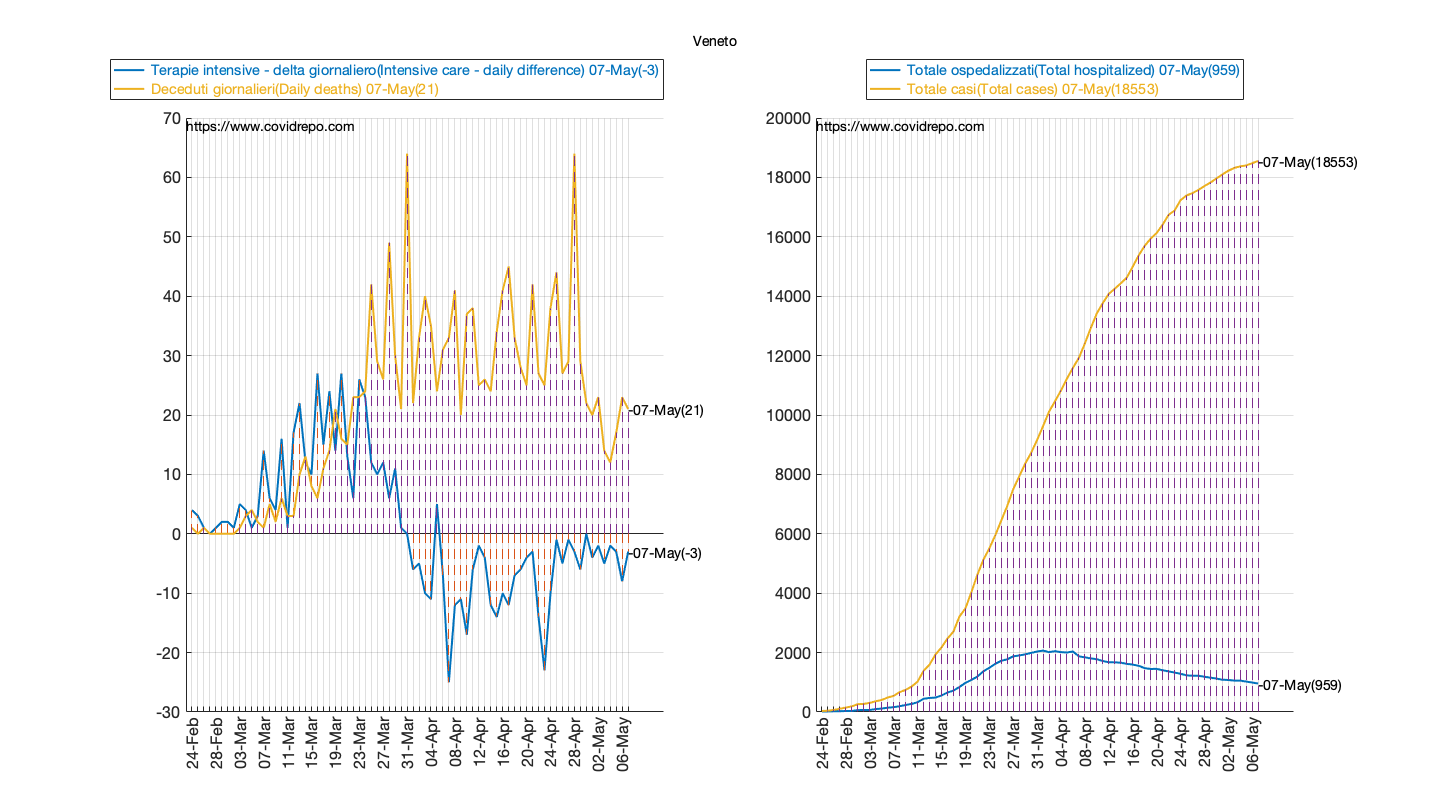 Veneto
Terapie intensive - delta giornaliero(Intensive care - daily difference) 07-May(-3)
Deceduti giornalieri(Daily deaths) 07-May(21)
https://www.covidrepo.com
70
60
50
40
30
20
10
0
-10
-20
-30
-07-May(21)
-07-May(-3)
24-Feb
28-Feb
03-Mar
07-Mar
11-Mar
15-Mar
19-Mar
23-Mar
27-Mar
31-Mar
04-Apr
08-Apr
12-Apr
16-Apr
20-Apr
24-Apr
28-Apr
02-May
06-May
Totale ospedalizzati(Total hospitalized) 07-May(959)
Totale casi(Total cases) 07-May(18553)
https://www.covidrepo.com
20000
18000
16000
14000
12000
10000
8000
6000
4000
2000
0
-07-May(18553)
-07-May(959)
24-Feb
28-Feb
03-Mar
07-Mar
11-Mar
15-Mar
19-Mar
23-Mar
27-Mar
31-Mar
04-Apr
08-Apr
12-Apr
16-Apr
20-Apr
24-Apr
28-Apr
02-May
06-May